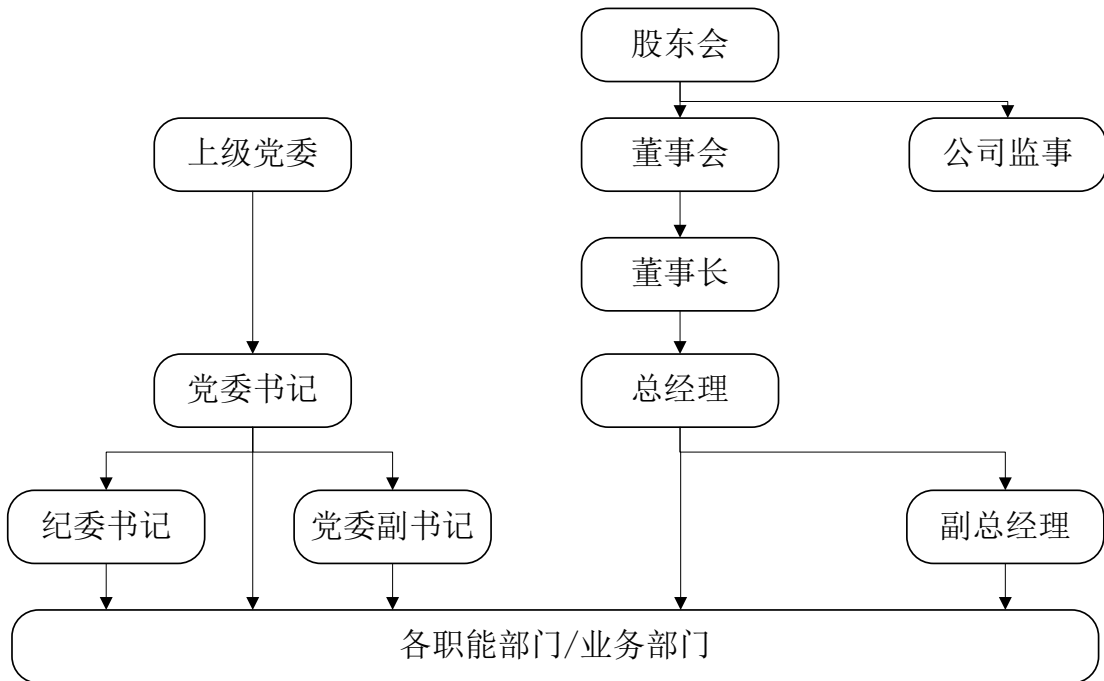 股东会
上级党委
董事会
公司监事
董事长
党委书记
总经理
纪委书记
党委副书记
副总经理
各职能部门/业务部门